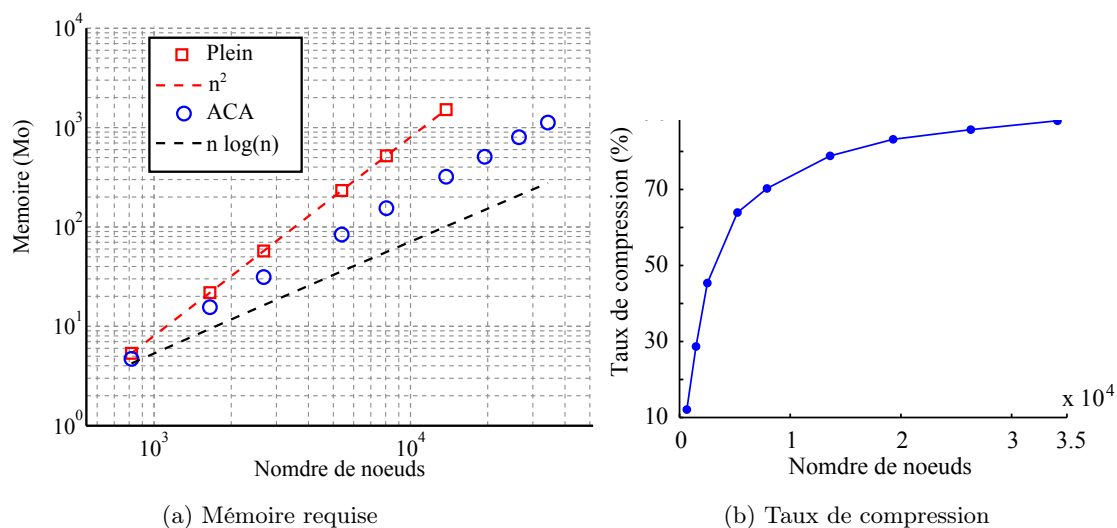 10^4
10^3
10^2
10^1
10^0
Memoire (Mo)
Plein
n^2
ACA
n log(n)
10^3
10^4
Nomdre de noeuds
(a) Mémoire requise
Taux de compression (%)
70
50
30
10
0
1
2
3
3.5
x 10^4
Nomdre de noeuds
(b) Taux de compression